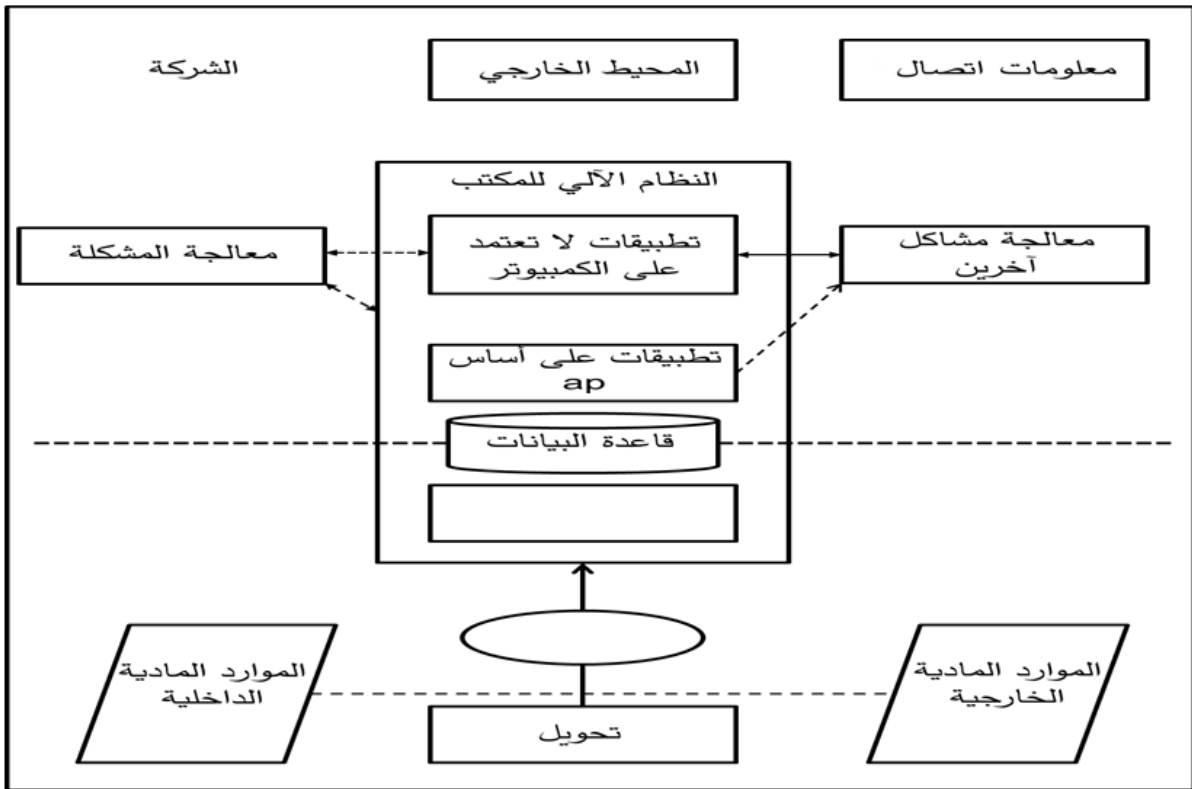 معلومات اتصال
المحيط الخارجي
الشركة
النظام الآلي للمكتب
معالجة مشاكل
آخرين
تطبيقات لا تعتمد
على الكمبيوتر
معالجة المشكلة
تطبيقات على أساس
ap
قاعدة البيانات
الموارد المادية
الخارجية
الموارد المادية
الداخلية
تحويل